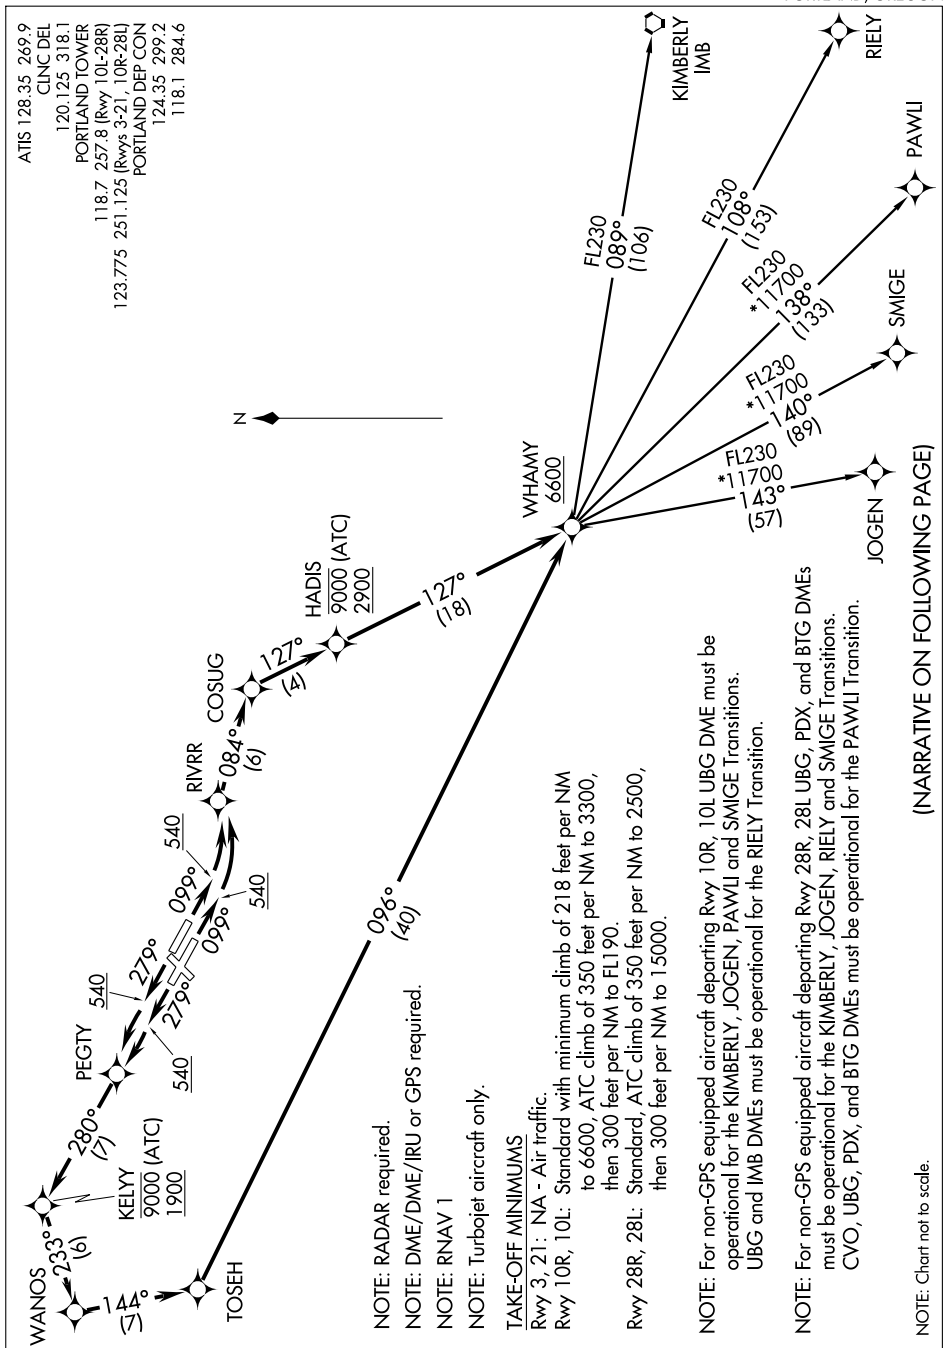 ATIS 128.35 269.9
CLNC DEL
120.125 318.1
PORTLAND TOWER
118.7 257.8 (Rwy 10L-28R)
123.775 251.125 (Rwys 3-21, 10R-28L)
PORTLAND DEP CON
124.35 299.2
118.1 284.6
N
WANOS
233°
(6)
KELYY
9000 (ATC)
1900
280°
(7)
PEGTY
144°
(7)
TOSEH
540
279°
540
279°
099°
540
099°
540
RIVRR
084°
(6)
COSUG
127°
(4)
HADIS
9000 (ATC)
2900
127°
(18)
096°
(40)
WHAMY
6600
FL230
089°
(106)
KIMBERLY
IMB
FL230
108°
(153)
RIELY
FL230
*11700
138°
(133)
PAWLI
FL230
*11700
140°
(89)
SMIGE
FL230
*11700
143°
(57)
JOGEN
NOTE: RADAR required.
NOTE: DME/DME/IRU or GPS required.
NOTE: RNAV 1
NOTE: Turbojet aircraft only.
TAKE-OFF MINIMUMS
Rwy 3, 21: NA - Air traffic.
Rwy 10R, 10L: Standard with minimum climb of 218 feet per NM
to 6600, ATC climb of 350 feet per NM to 3300,
then 300 feet per NM to FL190.
Rwy 28R, 28L: Standard, ATC climb of 350 feet per NM to 2500,
then 300 feet per NM to 15000.
NOTE: For non-GPS equipped aircraft departing Rwy 10R, 10L UBG DME must be
operational for the KIMBERLY, JOGEN, PAWLI and SMIGE Transitions.
UBG and IMB DMEs must be operational for the RIELY Transition.
NOTE: For non-GPS equipped aircraft departing Rwy 28R, 28L UBG, PDX, and BTG DMEs
must be operational for the KIMBERLY, JOGEN, RIELY and SMIGE Transitions.
CVO, UBG, PDX, and BTG DMEs must be operational for the PAWLI Transition.
(NARRATIVE ON FOLLOWING PAGE)
NOTE: Chart not to scale.